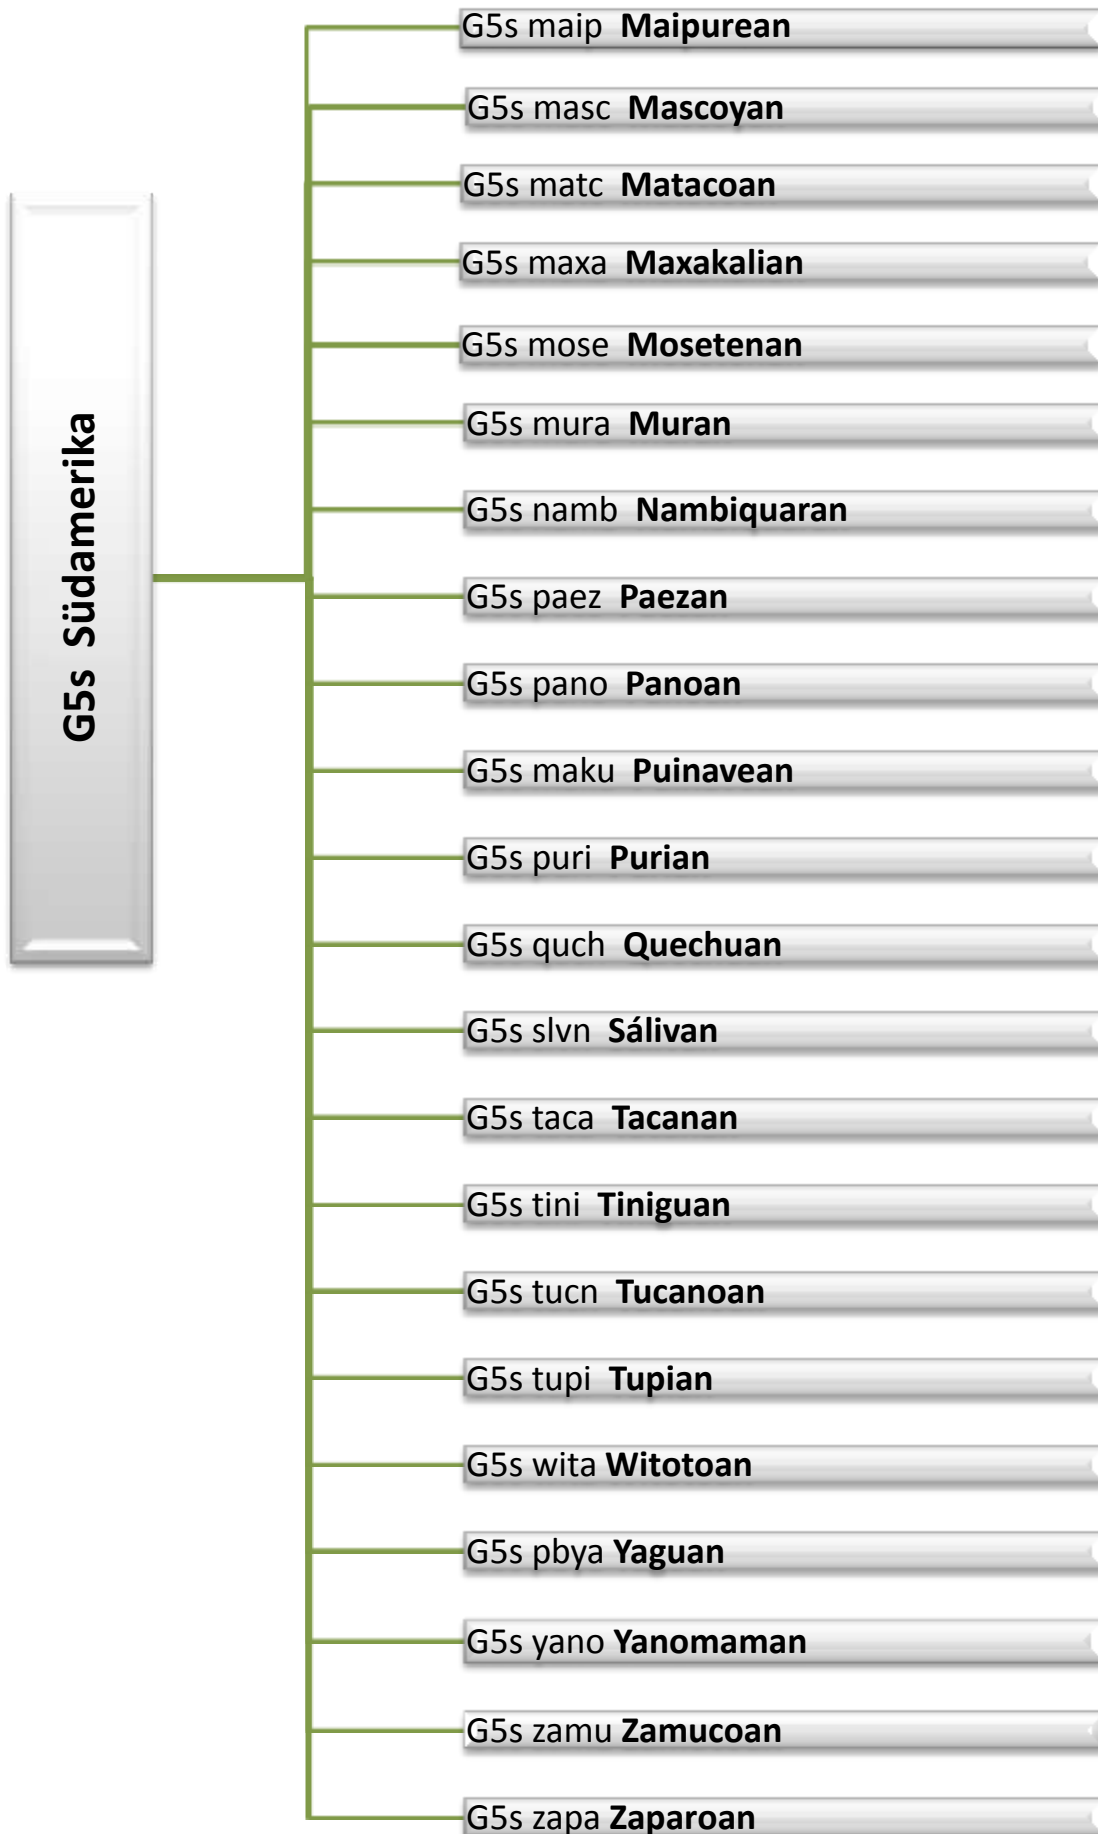 G5s Südamerika
G5s maip Maipurean
G5s masc Mascoyan
G5s matc Matacoan
G5s maxa Maxakalian
G5s mose Mosetenan
G5s mura Muran
G5s namb Nambiquaran
G5s paez Paezan
G5s pano Panoan
G5s maku Puinavean
G5s puri Purian
G5s quch Quechuan
G5s slvn Sálivan
G5s taca Tacanan
G5s tini Tiniguan
G5s tucn Tucanoan
G5s tupi Tupian
G5s wita Witotoan
G5s pbya Yaguan
G5s yano Yanomaman
G5s zamu Zamucoan
G5s zapa Zaparoan